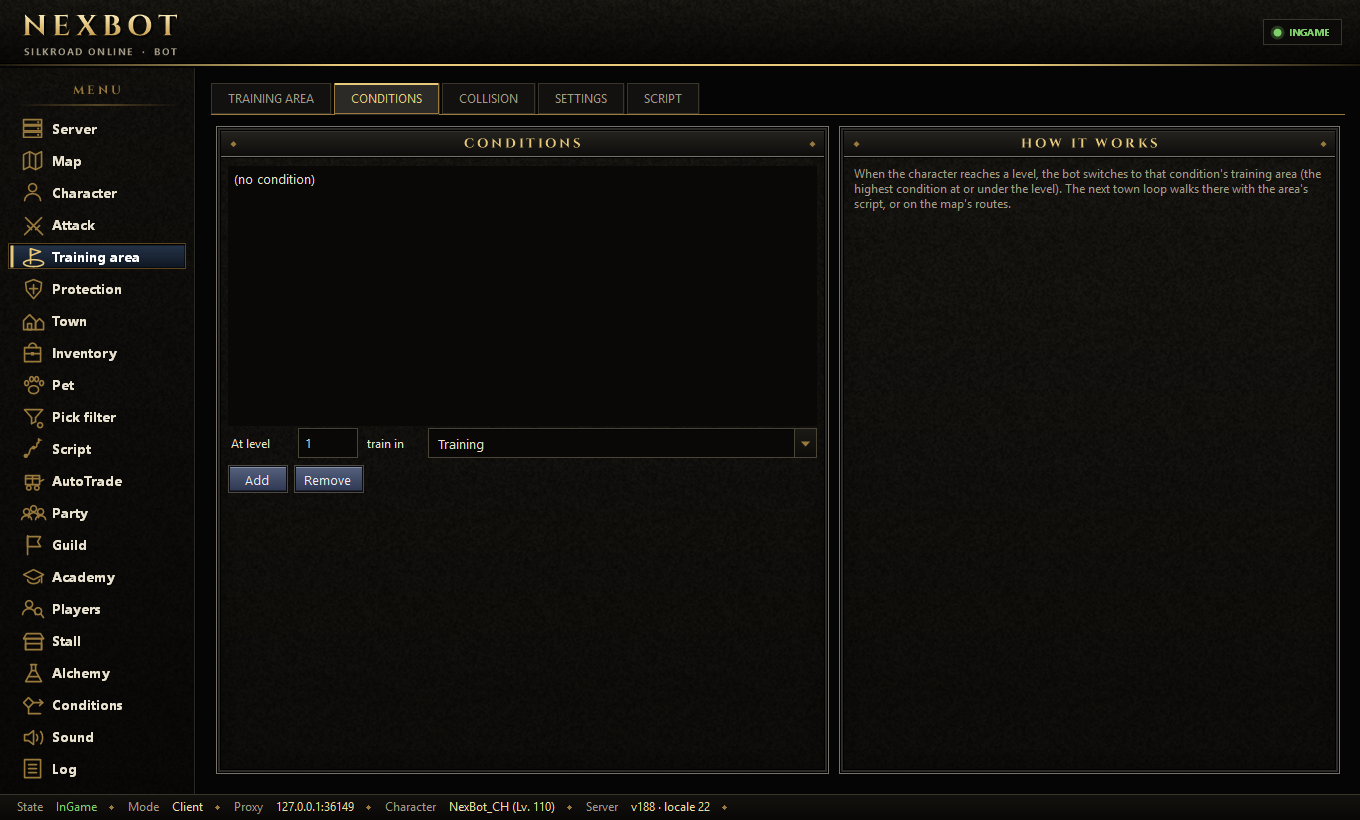 NEXBOT
SILKROAD ONLINE · BOT
INGAME
MENU
Server
Map
Character
Attack
Training area
Protection
Town
Inventory
Pet
Pick filter
Script
AutoTrade
Party
Guild
Academy
Players
Stall
Alchemy
Conditions
Sound
Log
TRAINING AREA CONDITIONS COLLISION SETTINGS SCRIPT
CONDITIONS
(no condition)
At level 1 train in Training
Add Remove
HOW IT WORKS
When the character reaches a level, the bot switches to that condition's training area (the
highest condition at or under the level). The next town loop walks there with the area's
script, or on the map's routes.
State InGame Mode Client Proxy 127.0.0.1:36149 Character NexBot_CH (Lv. 110) Server v188 · locale 22